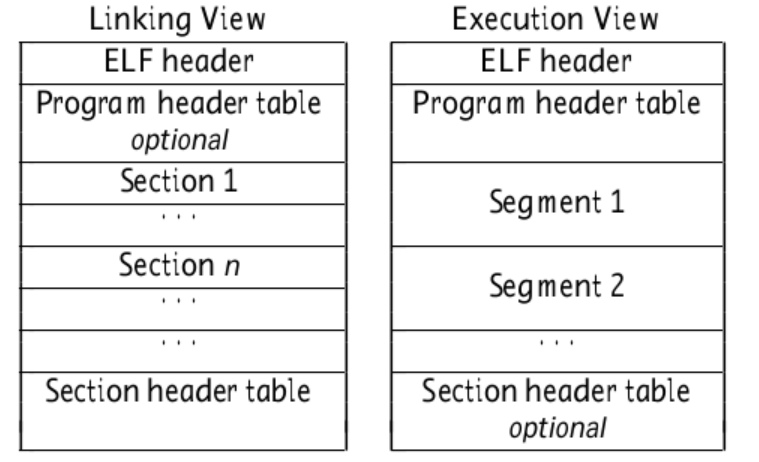 Linking View
ELF header
Program header table
optional
Section 1
. . .
Section n
. . .
. . .
Section header table
Execution View
ELF header
Program header table
Segment 1
Segment 2
. . .
Section header table
optional